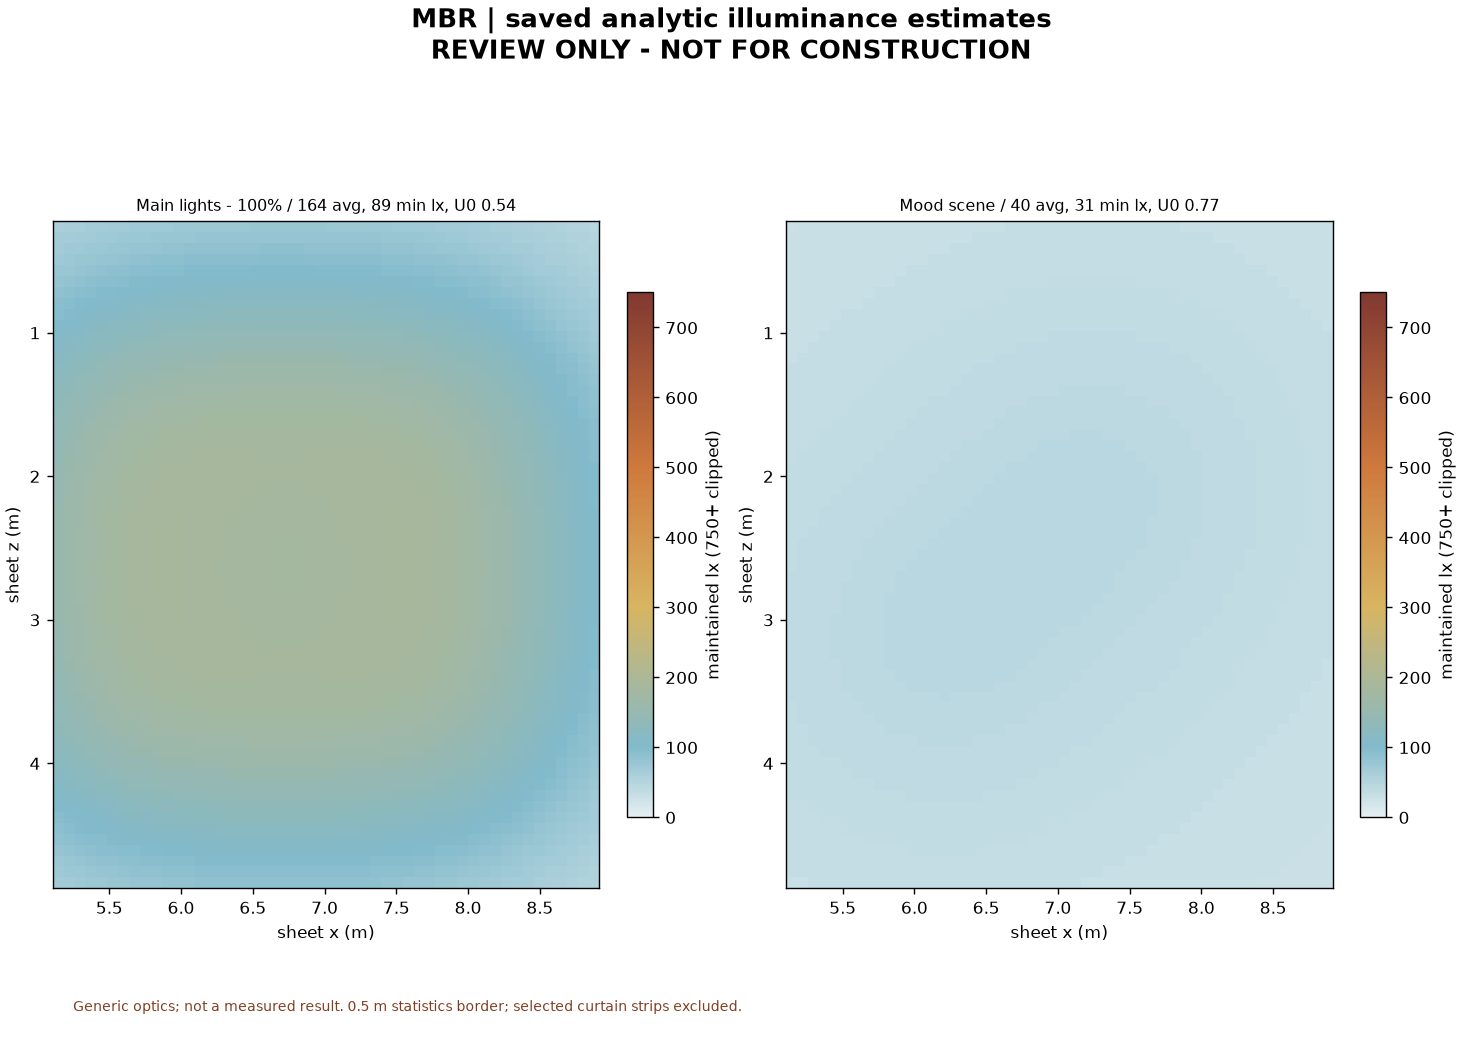 MBR | saved analytic illuminance estimates
REVIEW ONLY - NOT FOR CONSTRUCTION
Main lights - 100% / 164 avg, 89 min lx, U0 0.54
1
2
3
4
sheet z (m)
5.5 6.0 6.5 7.0 7.5 8.0 8.5
sheet x (m)
700
600
500
400
300
200
100
0
maintained lx (750+ clipped)
Mood scene / 40 avg, 31 min lx, U0 0.77
1
2
3
4
sheet z (m)
5.5 6.0 6.5 7.0 7.5 8.0 8.5
sheet x (m)
700
600
500
400
300
200
100
0
maintained lx (750+ clipped)
Generic optics; not a measured result. 0.5 m statistics border; selected curtain strips excluded.